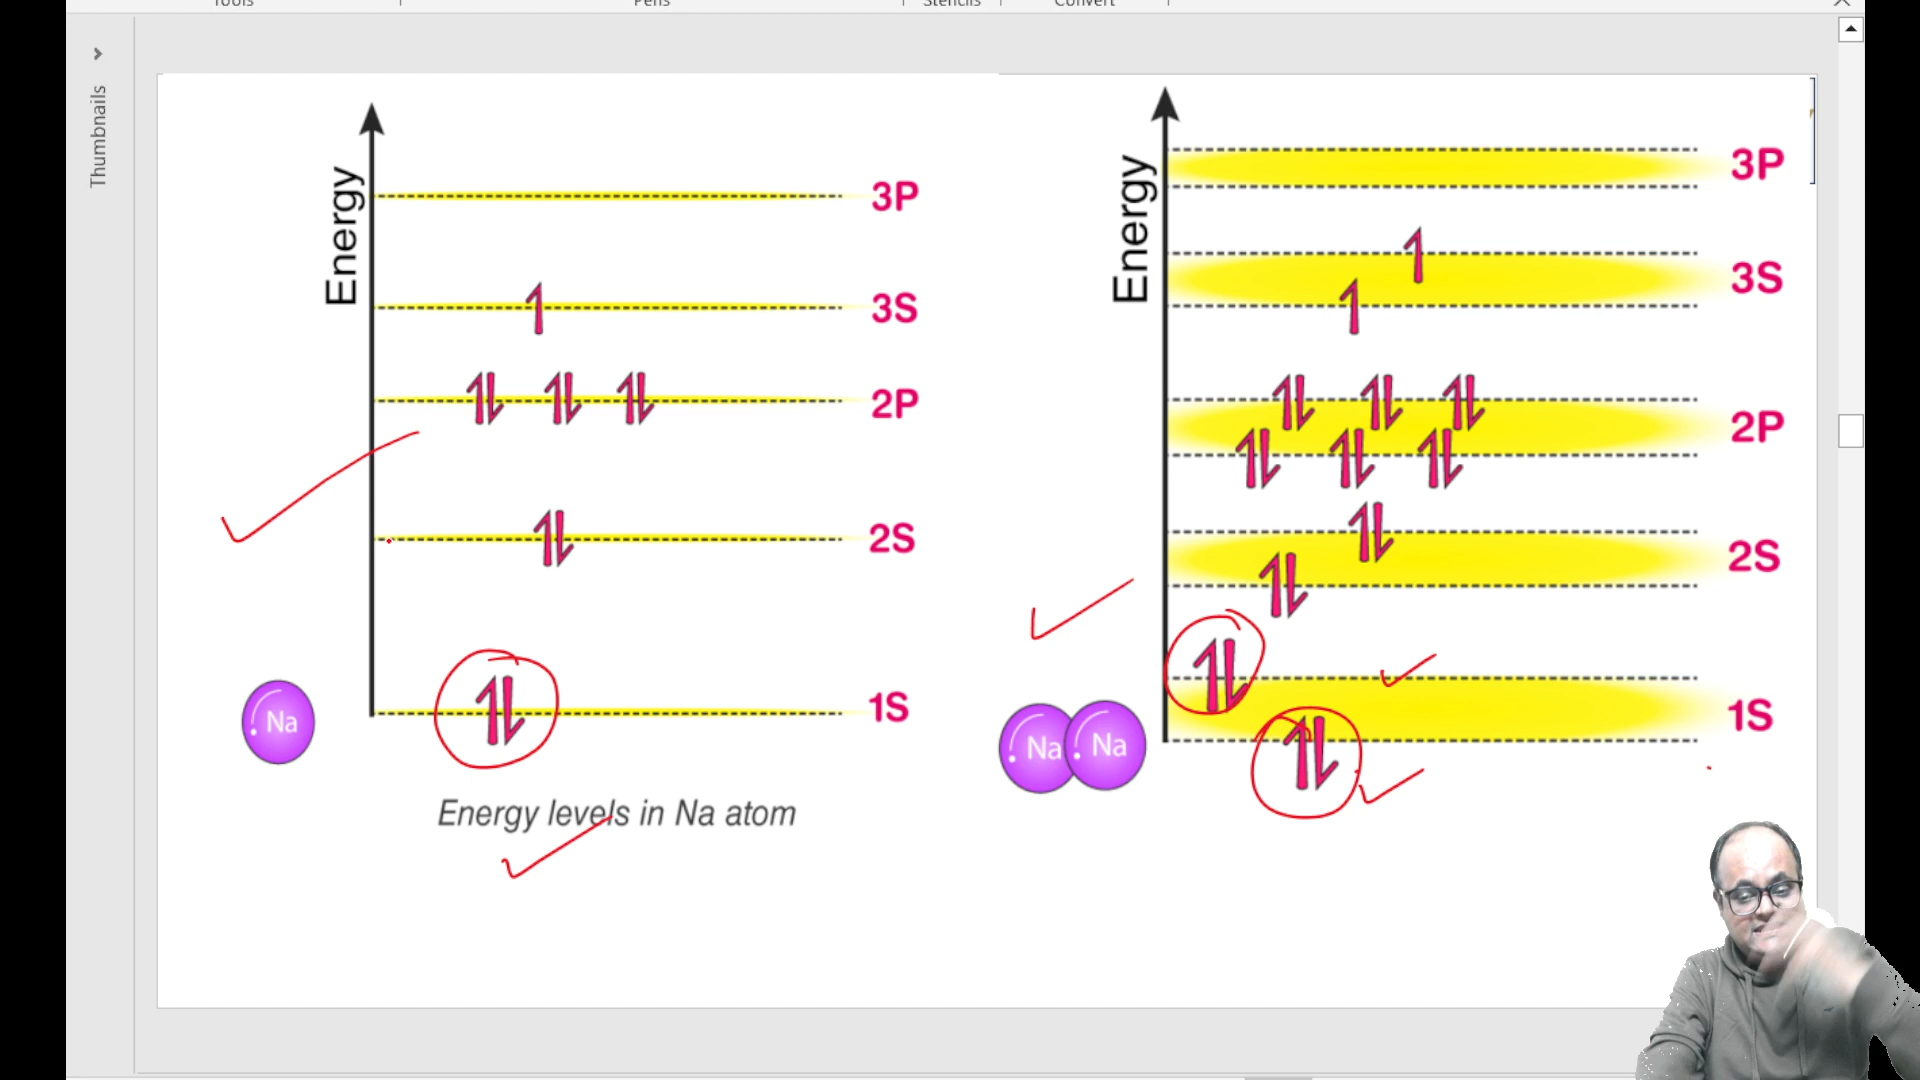 Tools
Pens
Stencils
Convert
Thumbnails
Energy
3P
3S
2P
2S
1S
Na
Energy levels in Na atom
Energy
3P
3S
2P
2S
1S
Na
Na